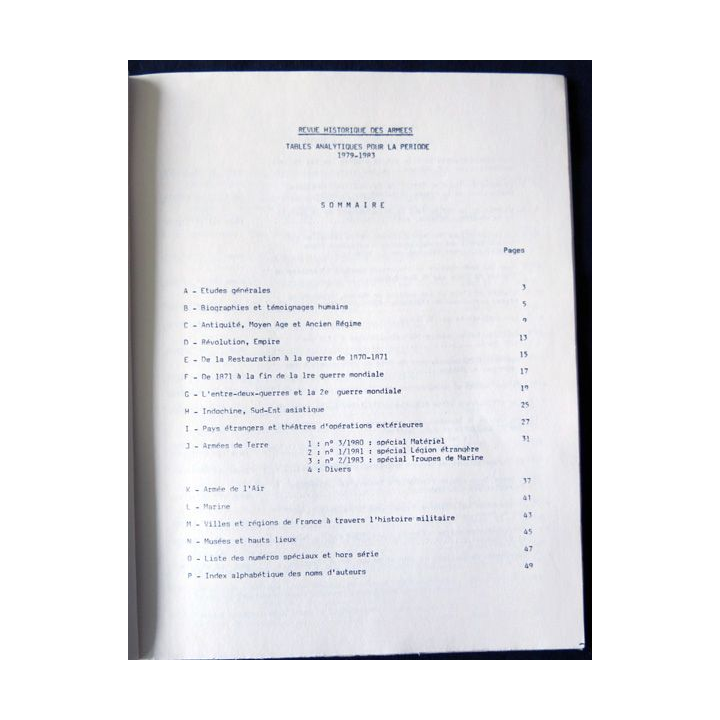 REVUE HISTORIQUE DES ARMEES
TABLES ANALYTIQUES POUR LA PERIODE
1979-1983
S O M M A I R E
Pages
A - Etudes générales 3
B - Biographies et témoignages humains 5
C - Antiquité, Moyen Age et Ancien Régime 9
D - Révolution, Empire 13
E - De la Restauration à la guerre de 1870-1871 15
F - De 1871 à la fin de la 1re guerre mondiale 17
G - L'entre-deux-guerres et la 2e guerre mondiale 19
H - Indochine, Sud-Est asiatique 25
I - Pays étrangers et théâtres d'opérations extérieures 27
J - Armées de Terre 1 : n° 3/1980 : spécial Matériel 31
2 : n° 1/1981 : spécial Légion étrangère
3 : n° 2/1983 : spécial Troupes de Marine
4 : Divers
K - Armée de l'Air 37
L - Marine 41
M - Villes et régions de France à travers l'histoire militaire 43
N - Musées et hauts lieux 45
O - Liste des numéros spéciaux et hors série 47
P - Index alphabétique des noms d'auteurs 49